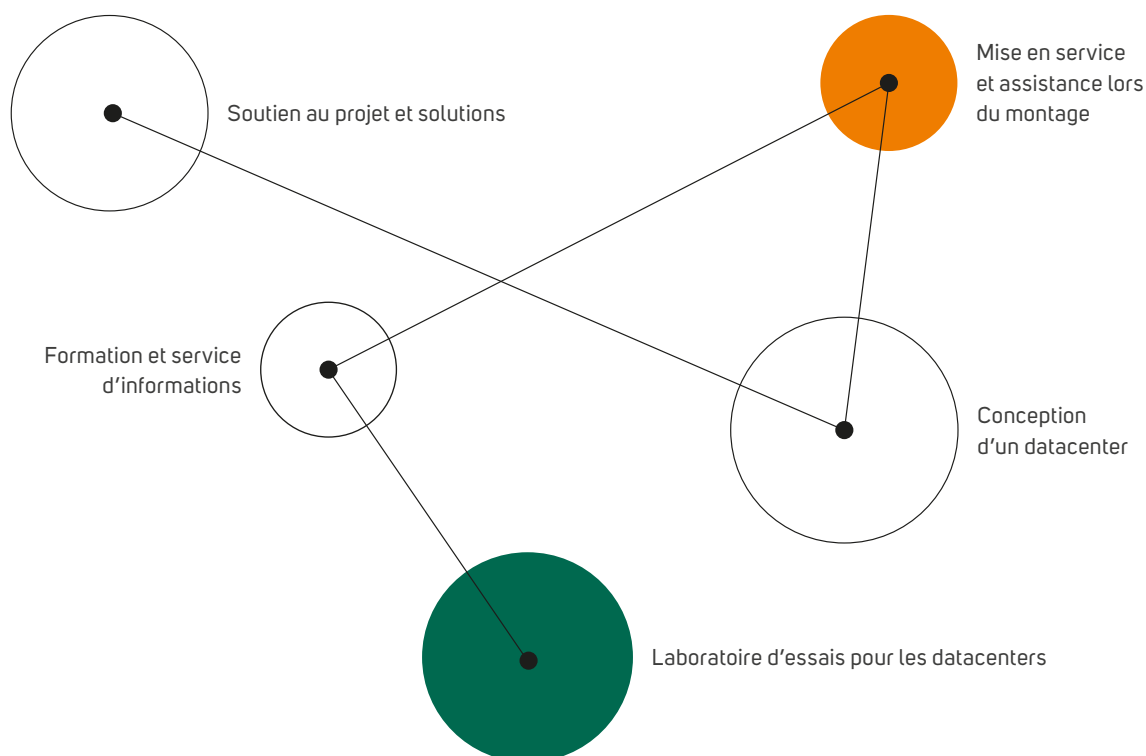 Soutien au projet et solutions
Mise en service
et assistance lors
du montage
Formation et service
d’informations
Conception
d’un datacenter
Laboratoire d’essais pour les datacenters